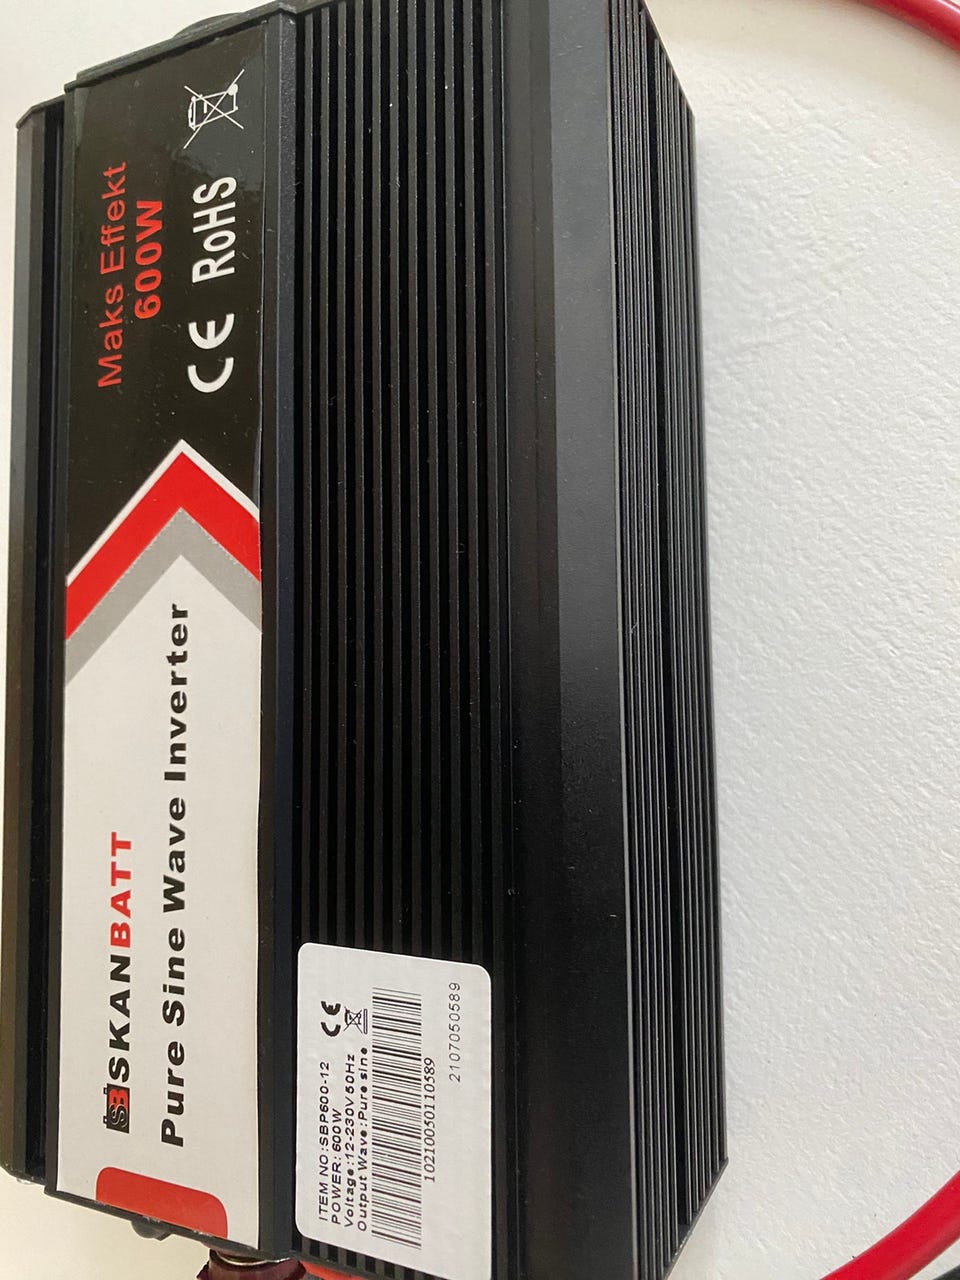 SKANBATT
Pure Sine Wave Inverter
Maks Effekt
600W
CE RoHS
ITEM NO:SBP600-12
POWER: 600W
Voltage:12-230V 50Hz
Output Wave:Pure sine
CE
10210050110589
2107050589